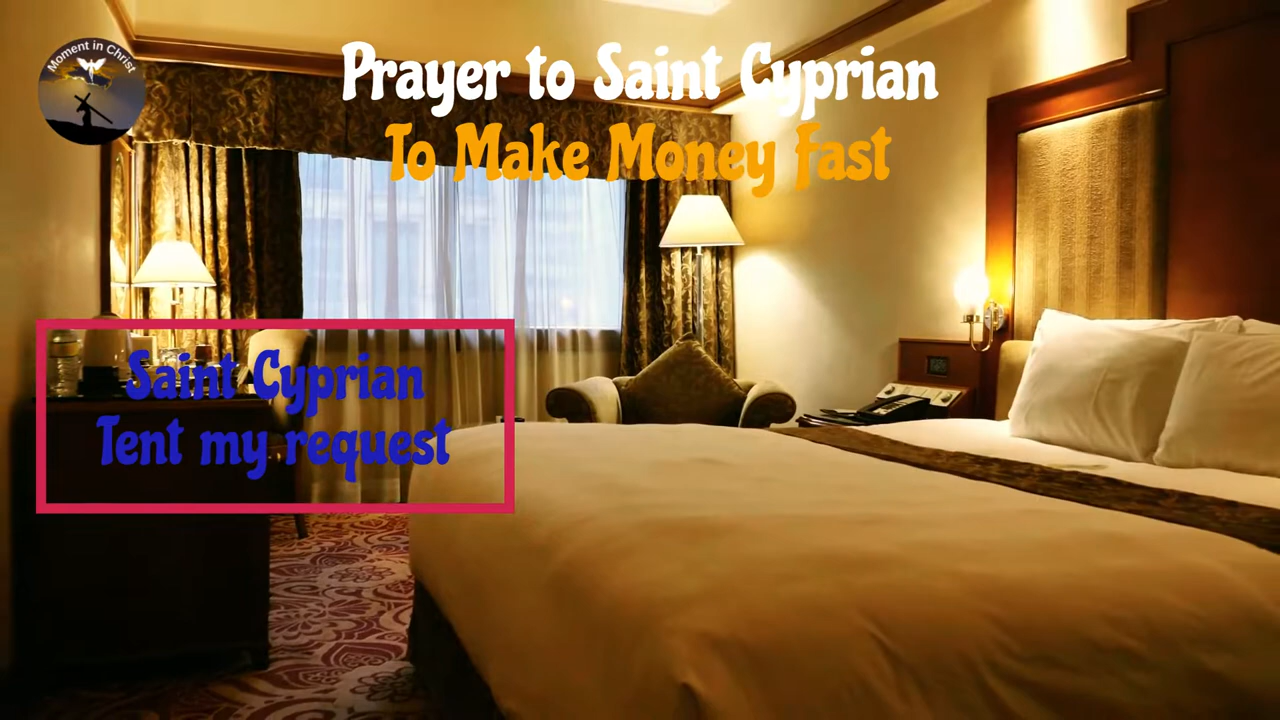 Moment in Christ
Prayer to Saint Cyprian
To Make Money Fast
Saint Cyprian
Tent my request